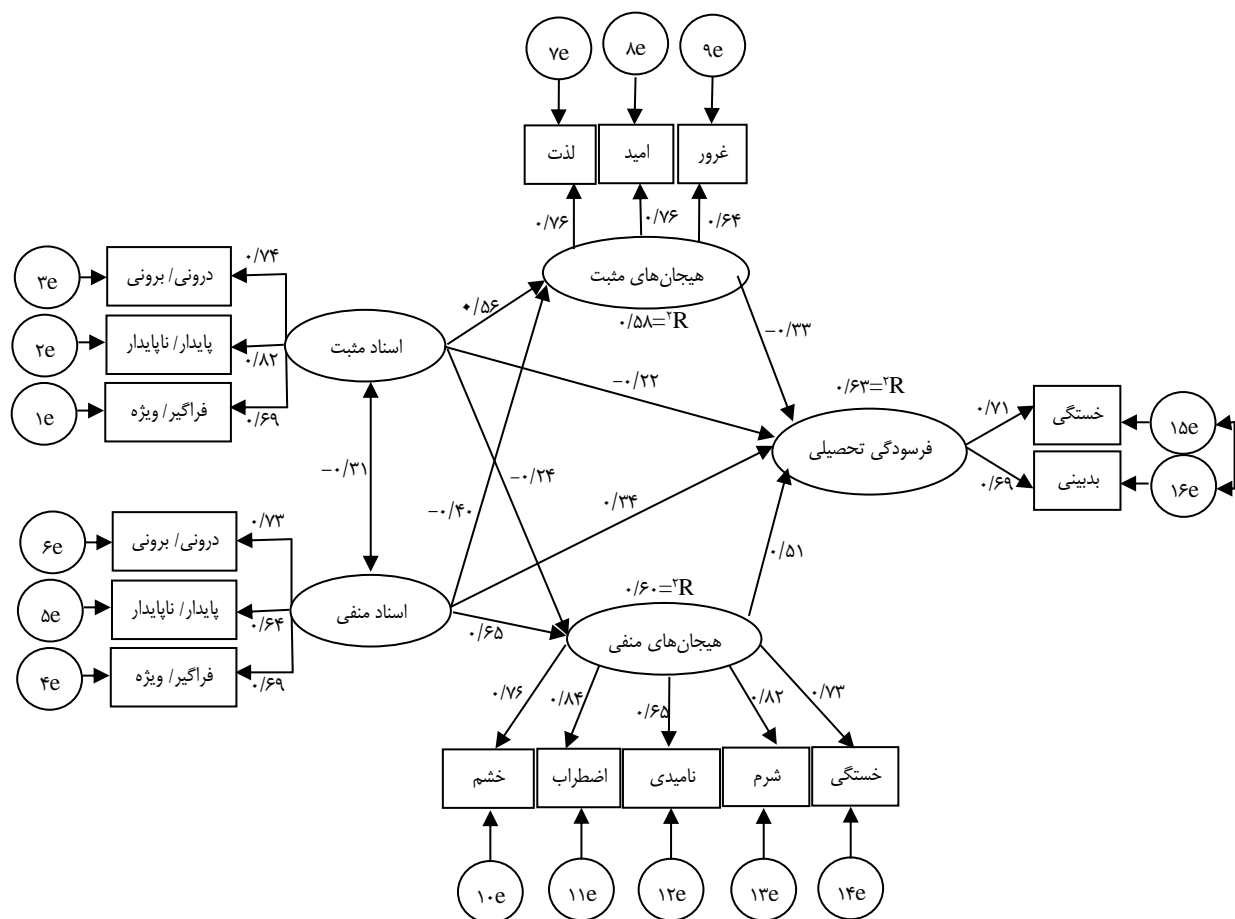 ۷e
۸e
۹e
لذت
امید
غرور
۰/۷۶
۰/۷۶
۰/۶۴
هیجان‌های مثبت
۰/۵۸=۲R
۳e
درونی/ برونی
۰/۷۴
۲e
پایدار/ ناپایدار
۰/۸۲
۱e
فراگیر/ ویژه
۰/۶۹
اسناد مثبت
۰/۵۶
−۰/۳۳
−۰/۲۲
−۰/۳۱
−۰/۲۴
−۰/۴۰
۰/۳۴
۰/۶۳=۲R
فرسودگی تحصیلی
۰/۷۱
خستگی
۱۵e
۰/۶۹
بدبینی
۱۶e
۶e
درونی/ برونی
۰/۷۳
۵e
پایدار/ ناپایدار
۰/۶۴
۴e
فراگیر/ ویژه
۰/۶۹
اسناد منفی
۰/۶۵
۰/۵۱
۰/۶۰=۲R
هیجان‌های منفی
۰/۷۶
۰/۸۴
۰/۶۵
۰/۸۲
۰/۷۳
خشم
اضطراب
نامیدی
شرم
خستگی
۱۰e
۱۱e
۱۲e
۱۳e
۱۴e